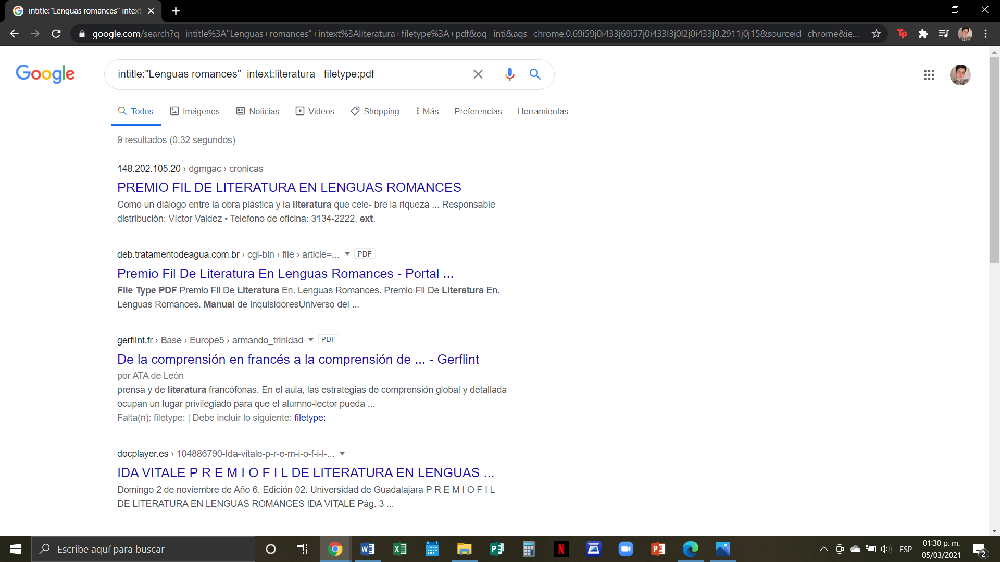 intitle:"Lenguas romances" intext
google.com/search?q=intitle%3A"Lenguas+romances"+intext%3Aliteratura+filetype%3A+pdf&oq=inti&aqs=chrome.0.69i59j0i433j69i57j0i433l3j0l2j0i433j0.2911j0j15&sourceid=chrome&ie...
Tp
Google
intitle:"Lenguas romances" intext:literatura filetype:pdf
Todos Imágenes Noticias Videos Shopping Más Preferencias Herramientas
9 resultados (0.32 segundos)
148.202.105.20 › dgmgac › cronicas
PREMIO FIL DE LITERATURA EN LENGUAS ROMANCES
Como un diálogo entre la obra plástica y la literatura que cele- bre la riqueza ... Responsable
distribución: Víctor Valdez • Telefono de oficina: 3134-2222, ext.
deb.tratamentodeagua.com.br › cgi-bin › file › article=... PDF
Premio Fil De Literatura En Lenguas Romances - Portal ...
File Type PDF Premio Fil De Literatura En. Lenguas Romances. Premio Fil De Literatura En.
Lenguas Romances. Manual de inquisidoresUniverso del ...
gerflint.fr › Base › Europe5 › armando_trinidad PDF
De la comprensión en francés a la comprensión de ... - Gerflint
por ATA de León
prensa y de literatura francófonas. En el aula, las estrategias de comprensión global y detallada
ocupan un lugar privilegiado para que el alumno-lector pueda ...
Falta(n): filetype: | Debe incluir lo siguiente: filetype:
docplayer.es › 104886790-Ida-vitale-p-r-e-m-i-o-f-i-l-...
IDA VITALE P R E M I O F I L DE LITERATURA EN LENGUAS ...
Domingo 2 de noviembre de Año 6. Edición 02. Universidad de Guadalajara P R E M I O F I L
DE LITERATURA EN LENGUAS ROMANCES IDA VITALE Pág. 3 ...
Escribe aquí para buscar
ESP
01:30 p. m.
05/03/2021
2